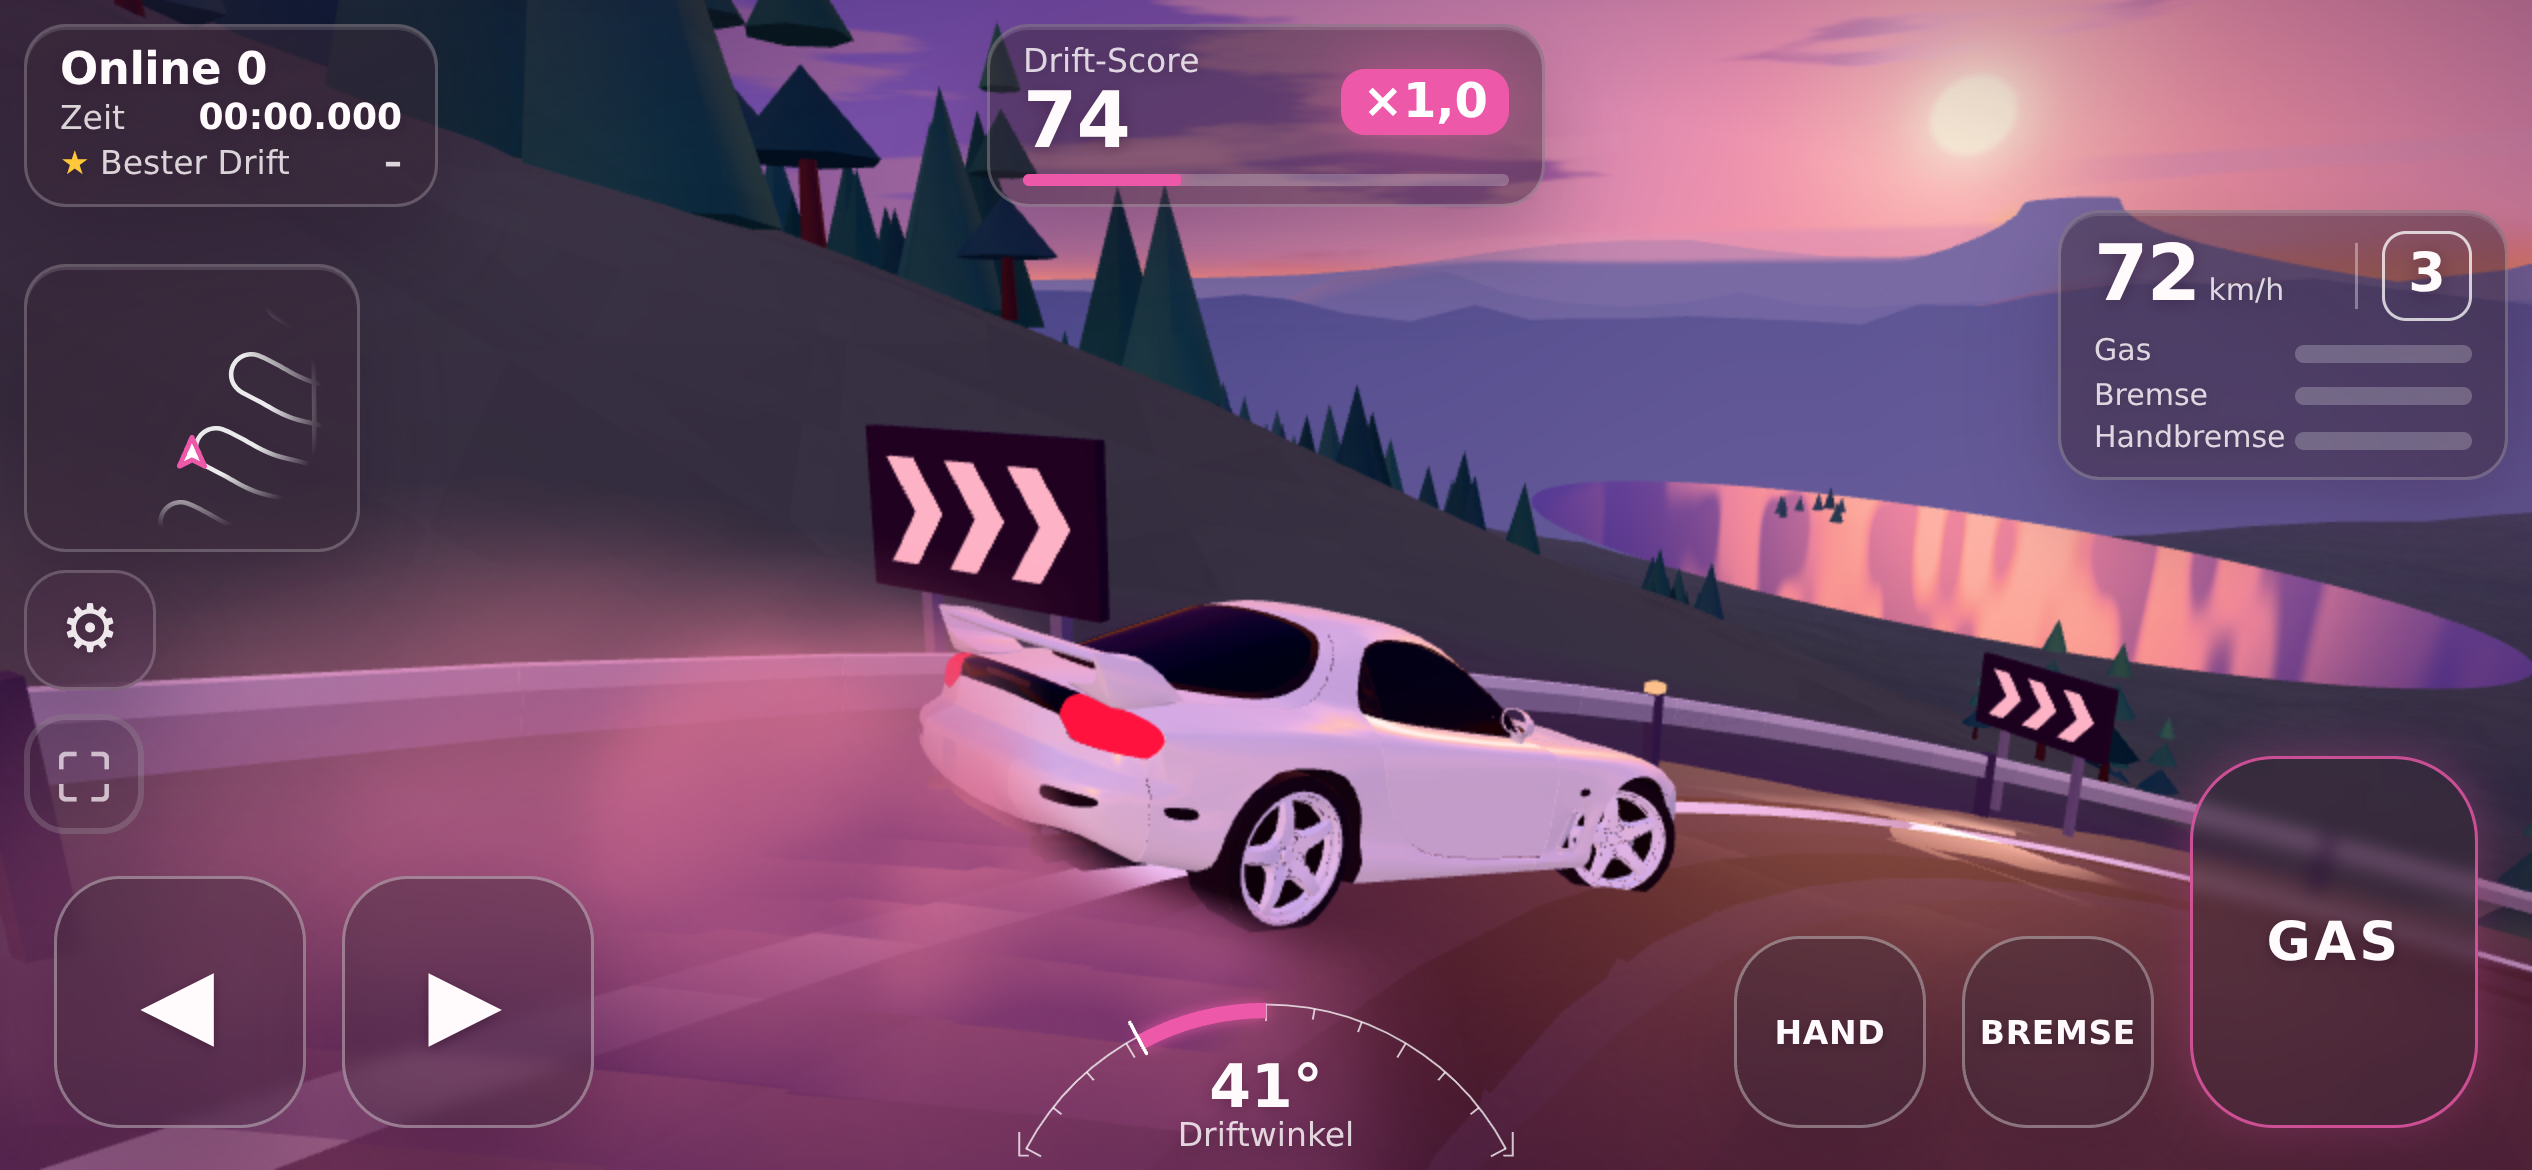 Online 0
Zeit 00:00.000
★ Bester Drift –
Drift-Score
74
×1,0
72 km/h 3
Gas
Bremse
Handbremse
41°
Driftwinkel
HAND
BREMSE
GAS